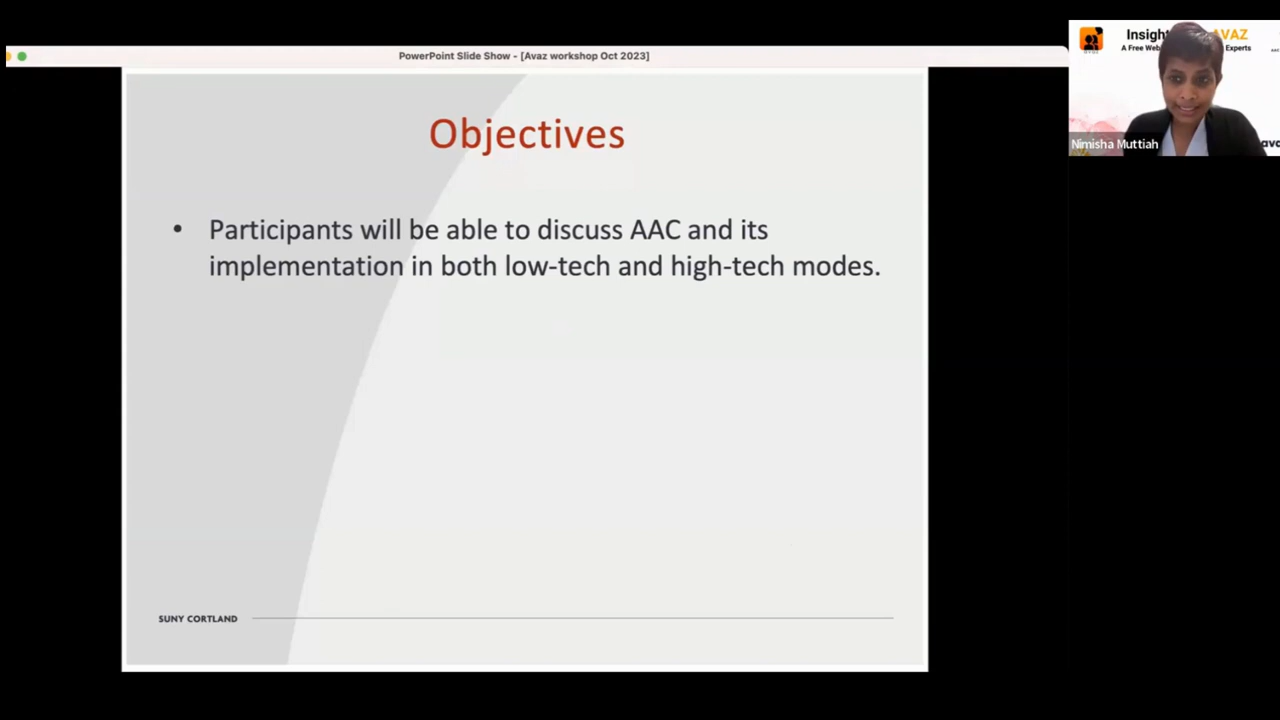 PowerPoint Slide Show - [Avaz workshop Oct 2023]
Objectives
• Participants will be able to discuss AAC and its
implementation in both low-tech and high-tech modes.
SUNY CORTLAND
Insigh AVAZ
A Free Web Experts
Nimisha Muttiah